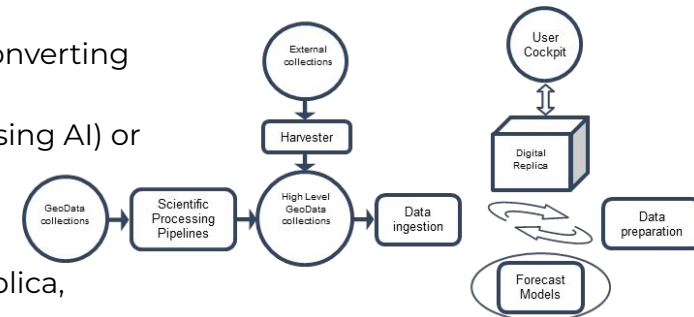 onverting
sing AI) or
olica,
External
collections
Harvester
GeoData
collections
Scientific
Processing
Pipelines
High Level
GeoData
collections
Data
ingestion
User
Cockpit
Digital
Replica
Data
preparation
Forecast
Models